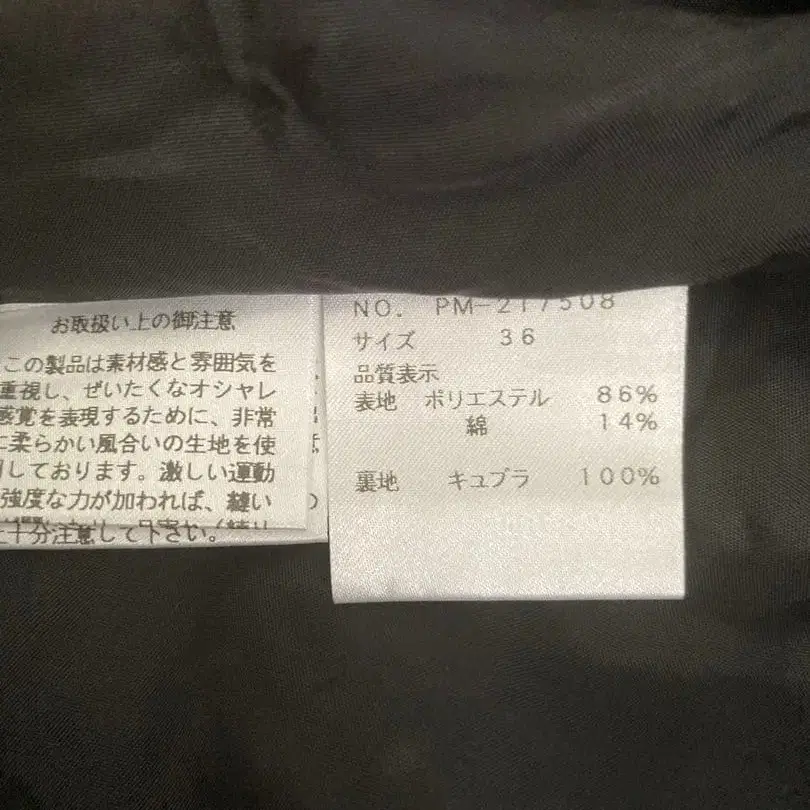 お取扱い上の御注意
この製品は素材感と雰囲気を
重視し、ぜいたくなオシャレ
感覚を表現するために、非常
に柔らかい風合いの生地を使
用しております。激しい運動
強度な力が加われば、縫い
十分注意して下さい。
NO. PM-217508
サイズ 36
品質表示
表地 ポリエステル 86%
綿 14%
裏地 キュプラ 100%